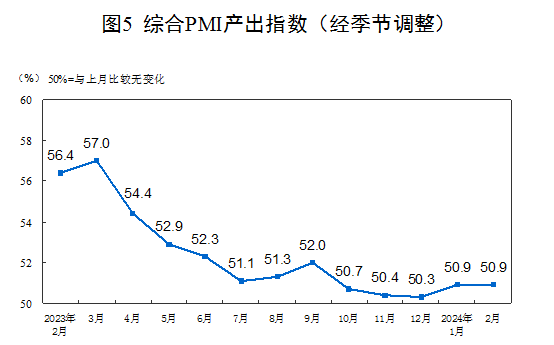 图5 综合PMI产出指数（经季节调整）
（%） 50%=与上月比较无变化
60
58
56
54
52
50
56.4
57.0
54.4
52.9
52.3
51.1
51.3
52.0
50.7
50.4
50.3
50.9
50.9
2023年
2月
3月
4月
5月
6月
7月
8月
9月
10月
11月
12月
2024年
1月
2月